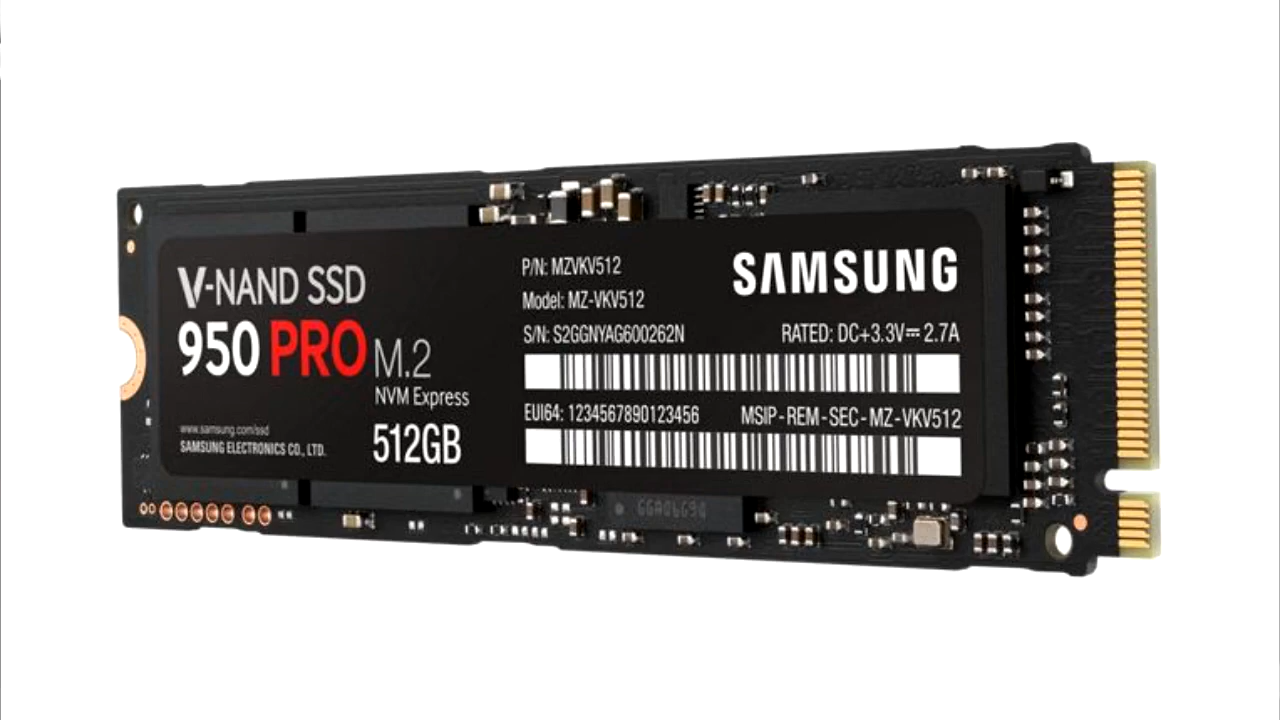 V-NAND SSD
950 PRO M.2
NVM Express
512GB
www.samsung.com/ssd
SAMSUNG ELECTRONICS CO., LTD.
P/N: MZVKV512
Model: MZ-VKV512
S/N: S2GGNYAG600262N
SAMSUNG
RATED: DC+3.3V⎓ 2.7A
EUI64: 1234567890123456
MSIP-REM-SEC-MZ-VKV512